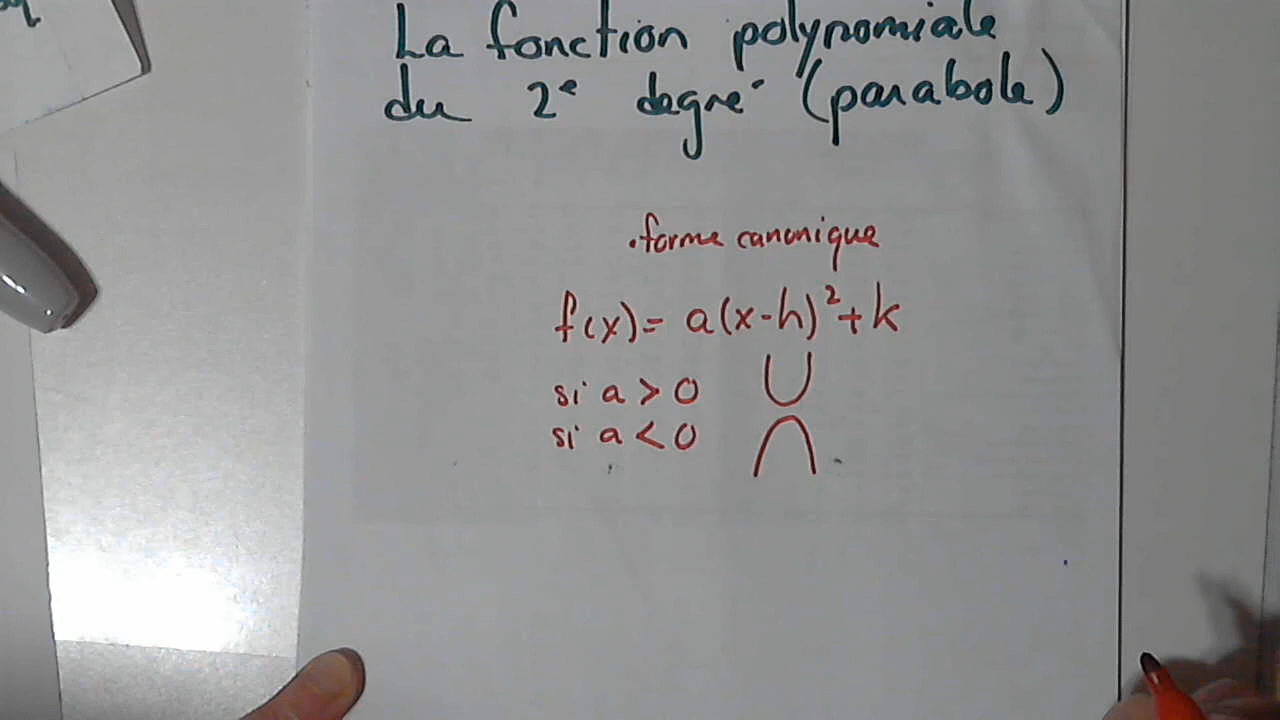 La fonction polynomiale
du 2e degré (parabole)
.forme canonique
f(x)= a(x-h)²+k
si a > 0
si a < 0